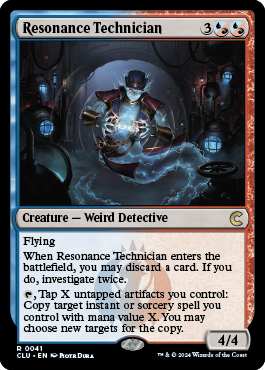 Resonance Technician 3
Creature — Weird Detective
Flying
When Resonance Technician enters the
battlefield, you may discard a card. If you
do, investigate twice.
, Tap X untapped artifacts you control:
Copy target instant or sorcery spell you
control with mana value X. You may
choose new targets for the copy.
4/4
R 0041
CLU • EN Piotr Dura
™ & © 2024 Wizards of the Coast